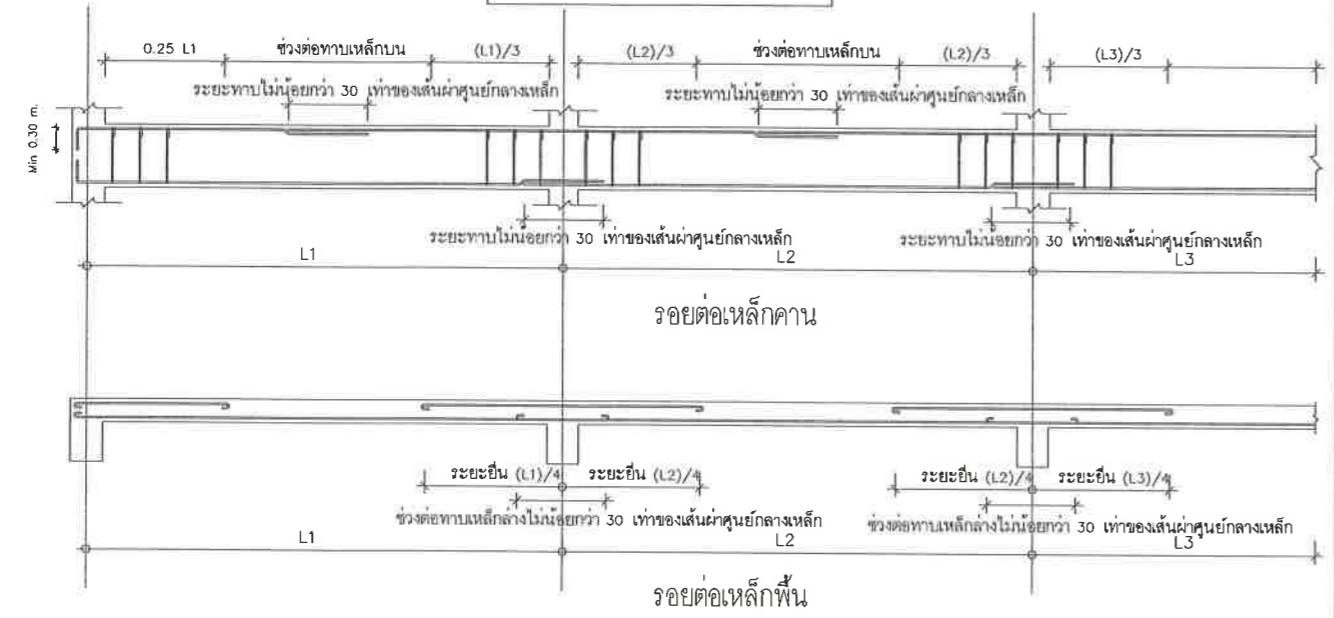 0.25 L1 ช่วงต่อทาบเหล็กบน (L1)/3 (L2)/3 ช่วงต่อทาบเหล็กบน (L2)/3 (L3)/3
ระยะทาบไม่น้อยกว่า 30 เท่าของเส้นผ่าศูนย์กลางเหล็ก ระยะทาบไม่น้อยกว่า 30 เท่าของเส้นผ่าศูนย์กลางเหล็ก
Min 0.30 m.
ระยะทาบไม่น้อยกว่า 30 เท่าของเส้นผ่าศูนย์กลางเหล็ก ระยะทาบไม่น้อยกว่า 30 เท่าของเส้นผ่าศูนย์กลางเหล็ก
L1 L2 L3
รอยต่อเหล็กคาน
ระยะยื่น (L1)/4 ระยะยื่น (L2)/4 ระยะยื่น (L2)/4 ระยะยื่น (L3)/4
ช่วงต่อทาบเหล็กล่างไม่น้อยกว่า 30 เท่าของเส้นผ่าศูนย์กลางเหล็ก ช่วงต่อทาบเหล็กล่างไม่น้อยกว่า 30 เท่าของเส้นผ่าศูนย์กลางเหล็ก
L1 L2 L3
รอยต่อเหล็กพื้น